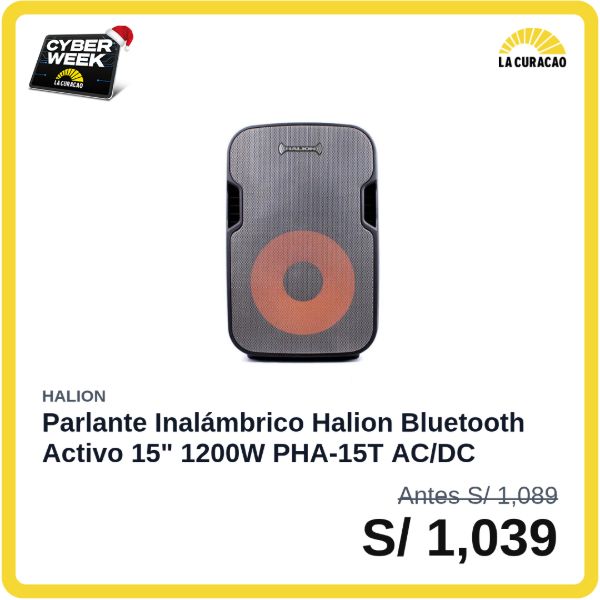 CYBER
WEEK
LA CURACAO
LA CURACAO
HALION
HALION
Parlante Inalámbrico Halion Bluetooth
Activo 15" 1200W PHA-15T AC/DC
Antes S/ 1,089
S/ 1,039